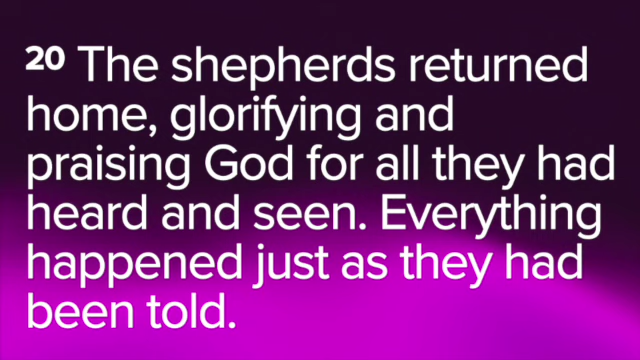 20 The shepherds returned
home, glorifying and
praising God for all they had
heard and seen. Everything
happened just as they had
been told.